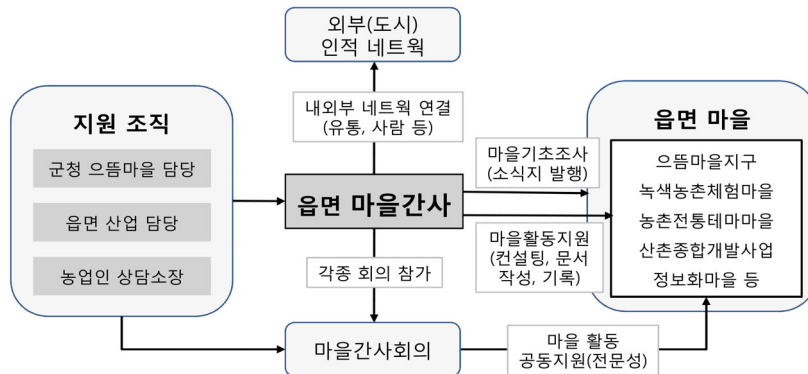 외부(도시)
인적 네트웍
내외부 네트웍 연결
(유통, 사람 등)
지원 조직
군청 으뜸마을 담당
읍면 산업 담당
농업인 상담소장
읍면 마을간사
마을기초조사
(소식지 발행)
마을활동지원
(컨설팅, 문서
작성, 기록)
읍면 마을
으뜸마을지구
녹색농촌체험마을
농촌전통테마마을
산촌종합개발사업
정보화마을 등
각종 회의 참가
마을간사회의
마을 활동
공동지원(전문성)